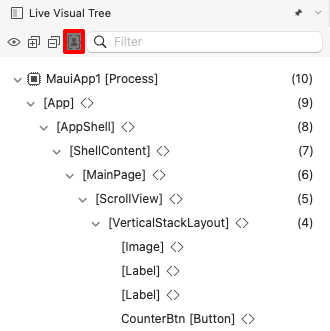 Live Visual Tree
Filter
MauiApp1 [Process] (10)
[App] <> (9)
[AppShell] <> (8)
[ShellContent] <> (7)
[MainPage] <> (6)
[ScrollView] <> (5)
[VerticalStackLayout] <> (4)
[Image] <>
[Label] <>
[Label] <>
CounterBtn [Button] <>